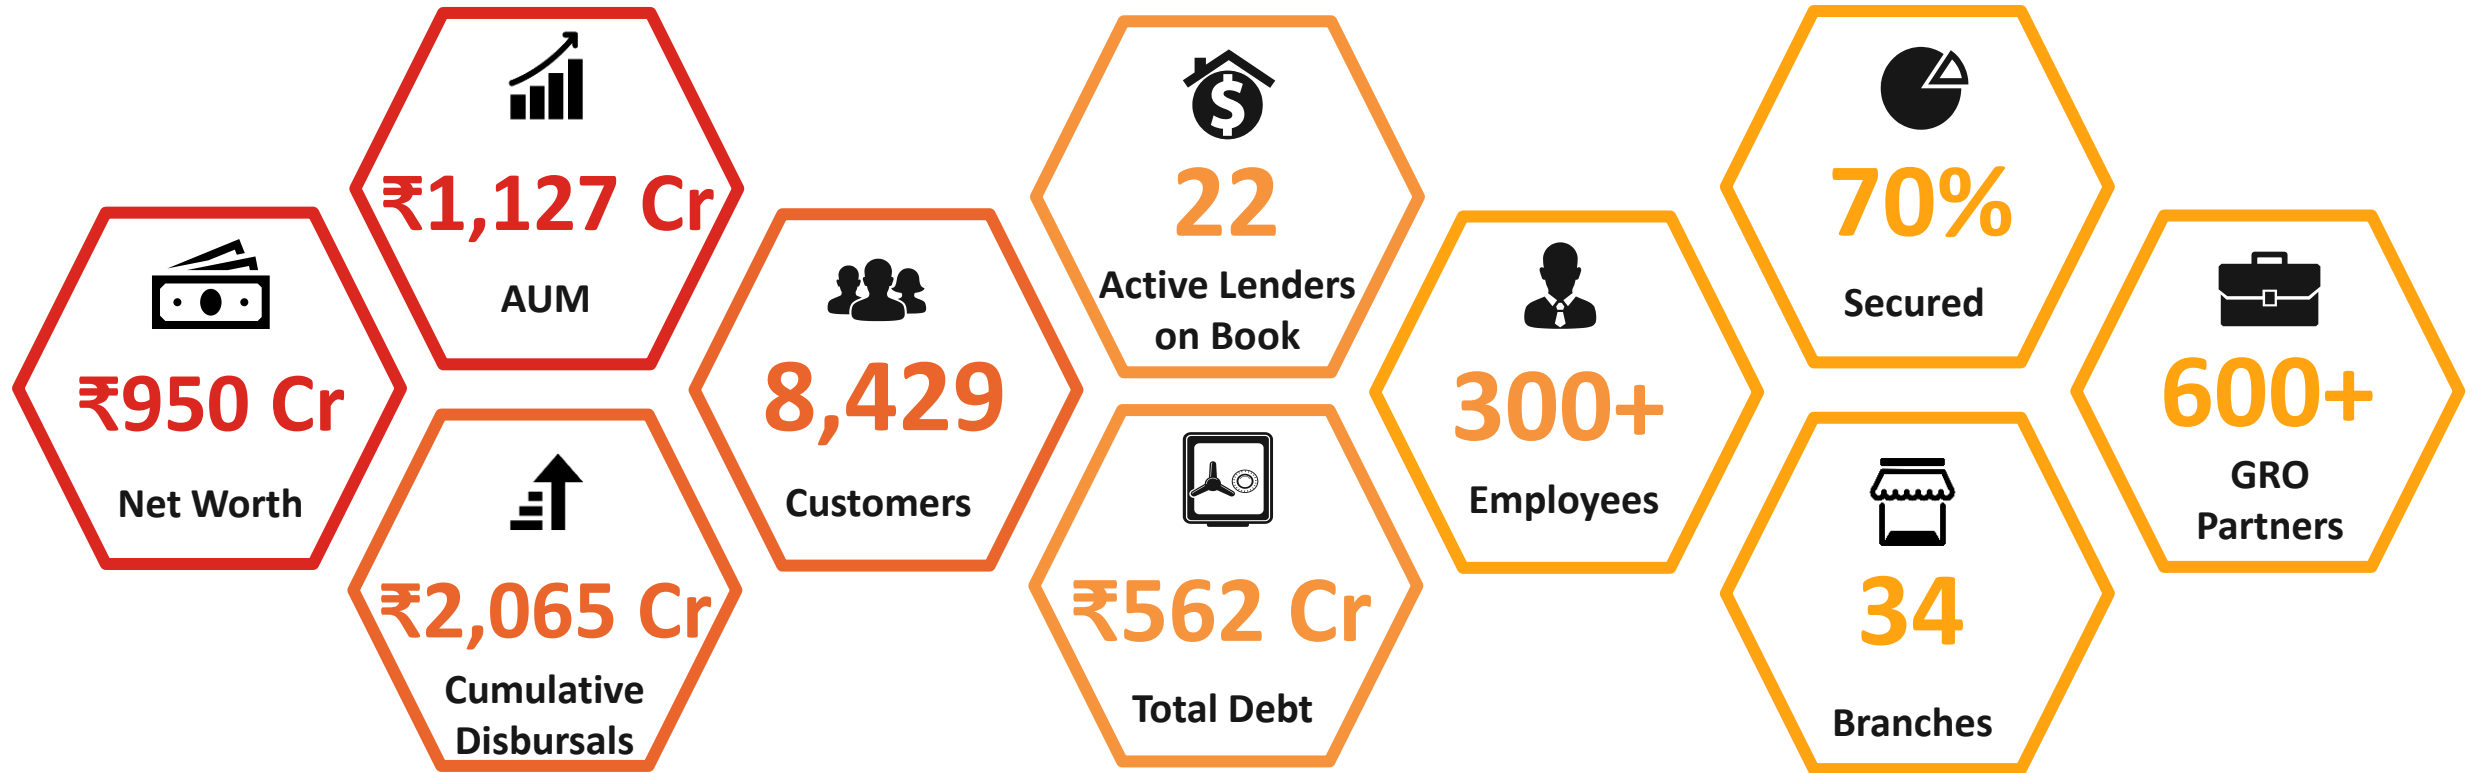 ₹950 Cr
Net Worth
₹1,127 Cr
AUM
₹2,065 Cr
Cumulative
Disbursals
8,429
Customers
22
Active Lenders
on Book
₹562 Cr
Total Debt
300+
Employees
70%
Secured
34
Branches
600+
GRO
Partners